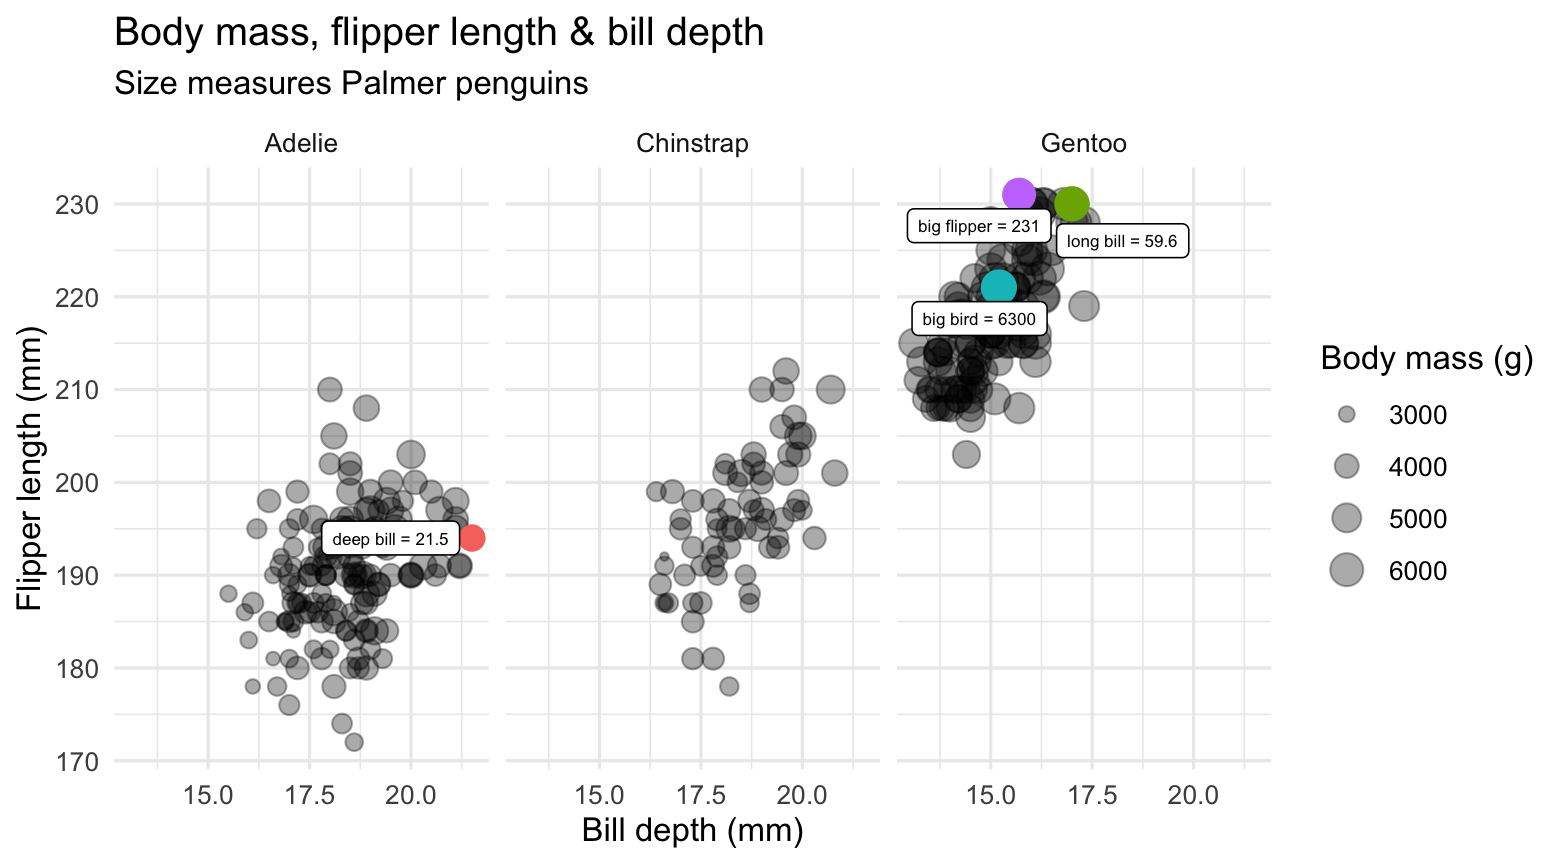 Body mass, flipper length & bill depth
Size measures Palmer penguins
Adelie Chinstrap Gentoo
230
220
210
200
190
180
170
Flipper length (mm)
big flipper = 231
long bill = 59.6
big bird = 6300
deep bill = 21.5
15.0 17.5 20.0 15.0 17.5 20.0 15.0 17.5 20.0
Bill depth (mm)
Body mass (g)
3000
4000
5000
6000